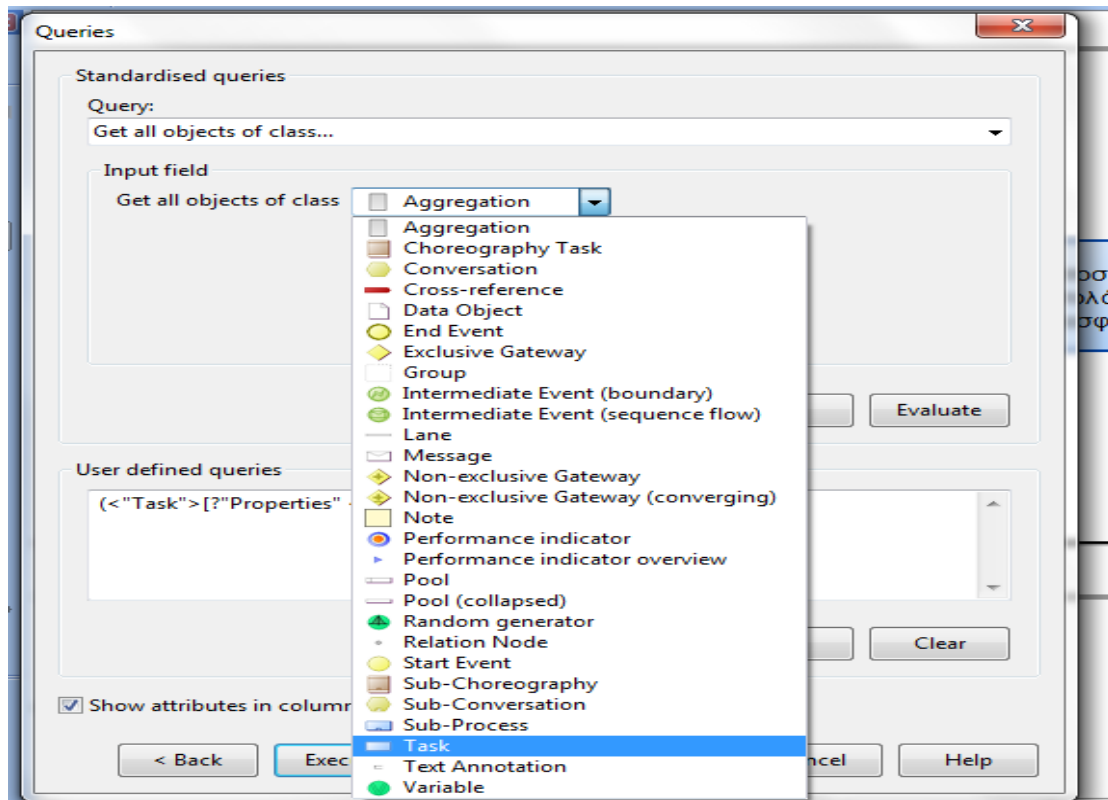 Queries
Standardised queries
Query:
Get all objects of class...
Input field
Get all objects of class
Aggregation
Aggregation
Choreography Task
Conversation
Cross-reference
Data Object
End Event
Exclusive Gateway
Group
Intermediate Event (boundary)
Intermediate Event (sequence flow)
Lane
Message
Non-exclusive Gateway
Non-exclusive Gateway (converging)
Note
Performance indicator
Performance indicator overview
Pool
Pool (collapsed)
Random generator
Relation Node
Start Event
Sub-Choreography
Sub-Conversation
Sub-Process
Task
Text Annotation
Variable
Evaluate
User defined queries
(<"Task">[?"Properties"
Clear
Show attributes in
< Back
Help